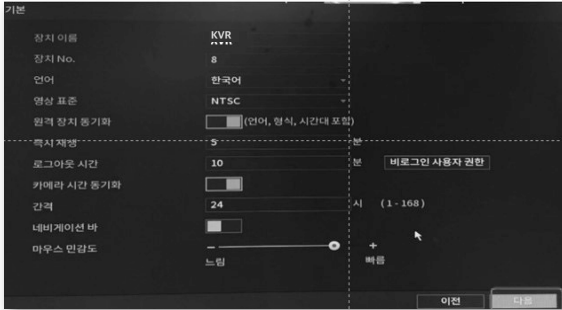 기본
장치 이름 KVR
장치 No. 8
언어 한국어
영상 표준 NTSC
원격 장치 동기화 (언어, 형식, 시간대 포함)
즉시 재생 5 분
로그아웃 시간 10 분 비로그인 사용자 권한
카메라 시간 동기화
간격 24 시 (1-168)
네비게이션 바
마우스 민감도 - +
느림 빠름
이전 다음